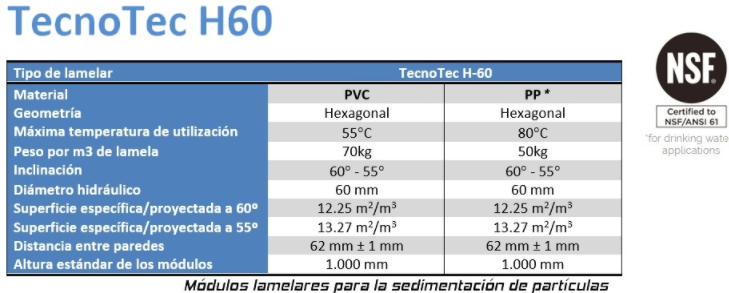 TecnoTec H60
Tipo de lamelar TecnoTec H-60
Material PVC PP *
Geometría Hexagonal Hexagonal
Máxima temperatura de utilización 55°C 80°C
Peso por m3 de lamela 70kg 50kg
Inclinación 60° - 55° 60° - 55°
Diámetro hidráulico 60 mm 60 mm
Superficie específica/proyectada a 60º 12.25 m²/m³ 12.25 m²/m³
Superficie específica/proyectada a 55º 13.27 m²/m³ 13.27 m²/m³
Distancia entre paredes 62 mm ± 1 mm 62 mm ± 1 mm
Altura estándar de los módulos 1.000 mm 1.000 mm
Módulos lamelares para la sedimentación de partículas
NSF.
Certified to
NSF/ANSI 61
*for drinking wate
applications